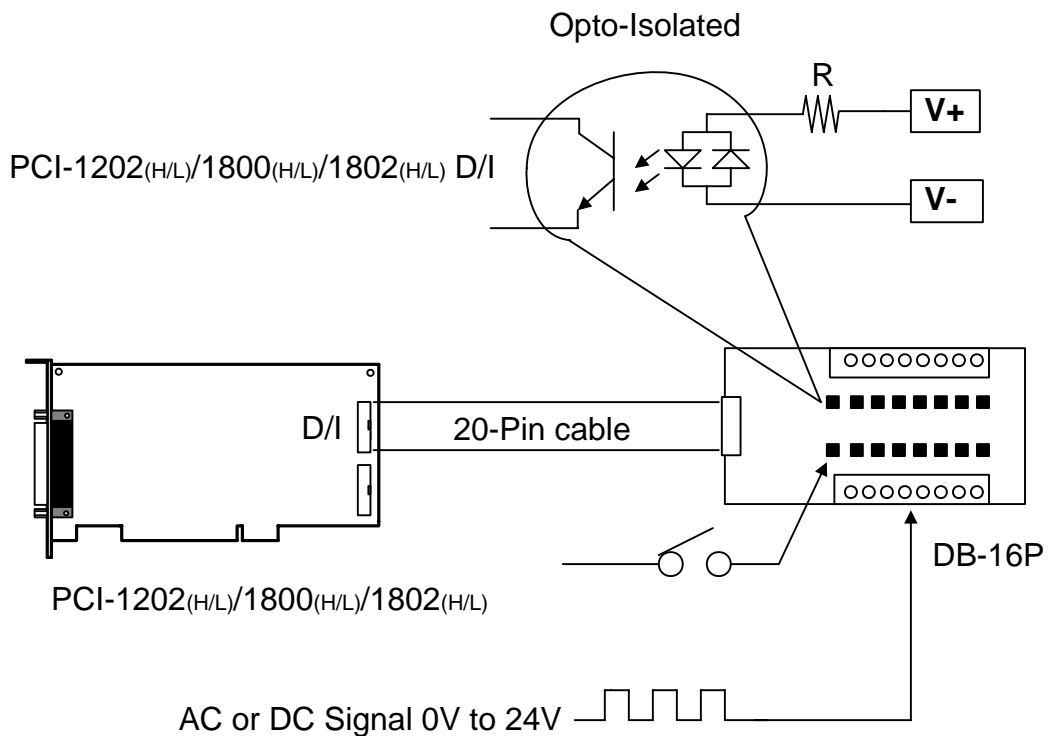 Opto-Isolated
R
V+
PCI-1202(H/L)/1800(H/L)/1802(H/L) D/I
V-
D/I
20-Pin cable
DB-16P
PCI-1202(H/L)/1800(H/L)/1802(H/L)
AC or DC Signal 0V to 24V